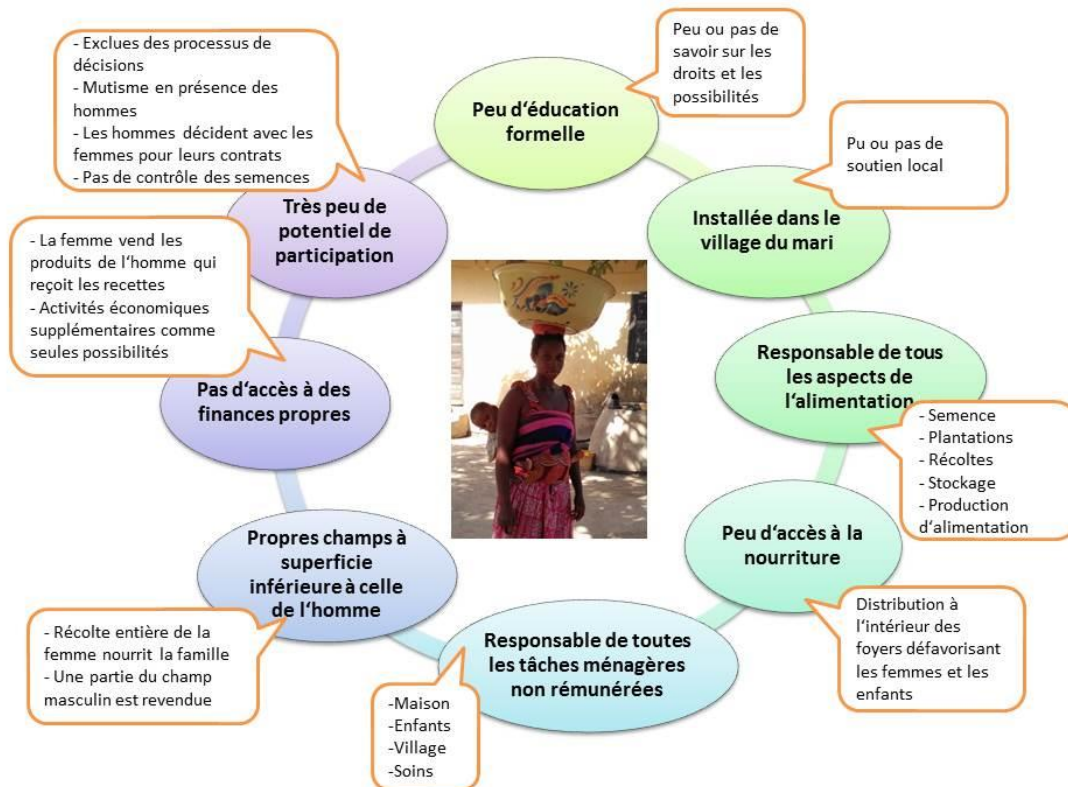 Peu d‘éducation
formelle
Peu ou pas de
savoir sur les
droits et les
possibilités
Installée dans le
village du mari
Pu ou pas de
soutien local
Responsable de tous
les aspects de
l‘alimentation
- Semence
- Plantations
- Récoltes
- Stockage
- Production
d‘alimentation
Peu d‘accès à la
nourriture
Distribution à
l‘intérieur des
foyers défavorisant
les femmes et les
enfants
Responsable de toutes
les tâches ménagères
non rémunérées
-Maison
-Enfants
-Village
-Soins
Propres champs à
superficie
inférieure à celle
de l‘homme
- Récolte entière de la
femme nourrit la famille
- Une partie du champ
masculin est revendue
Pas d‘accès à des
finances propres
- La femme vend les
produits de l‘homme qui
reçoit les recettes
- Activités économiques
supplémentaires comme
seules possibilités
Très peu de
potentiel de
participation
- Exclues des processus de
décisions
- Mutisme en présence des
hommes
- Les hommes décident avec les
femmes pour leurs contrats
- Pas de contrôle des semences